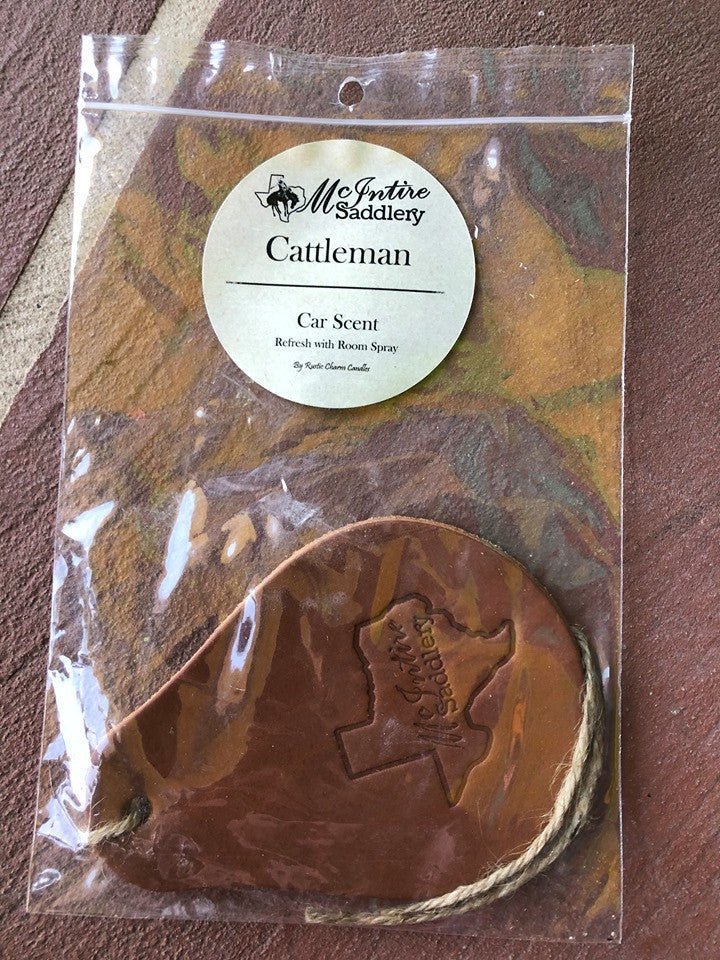 McIntire
Saddlery
Cattleman
Car Scent
Refresh with Room Spray
By Rustic Charm Candles
McIntire
Saddlery